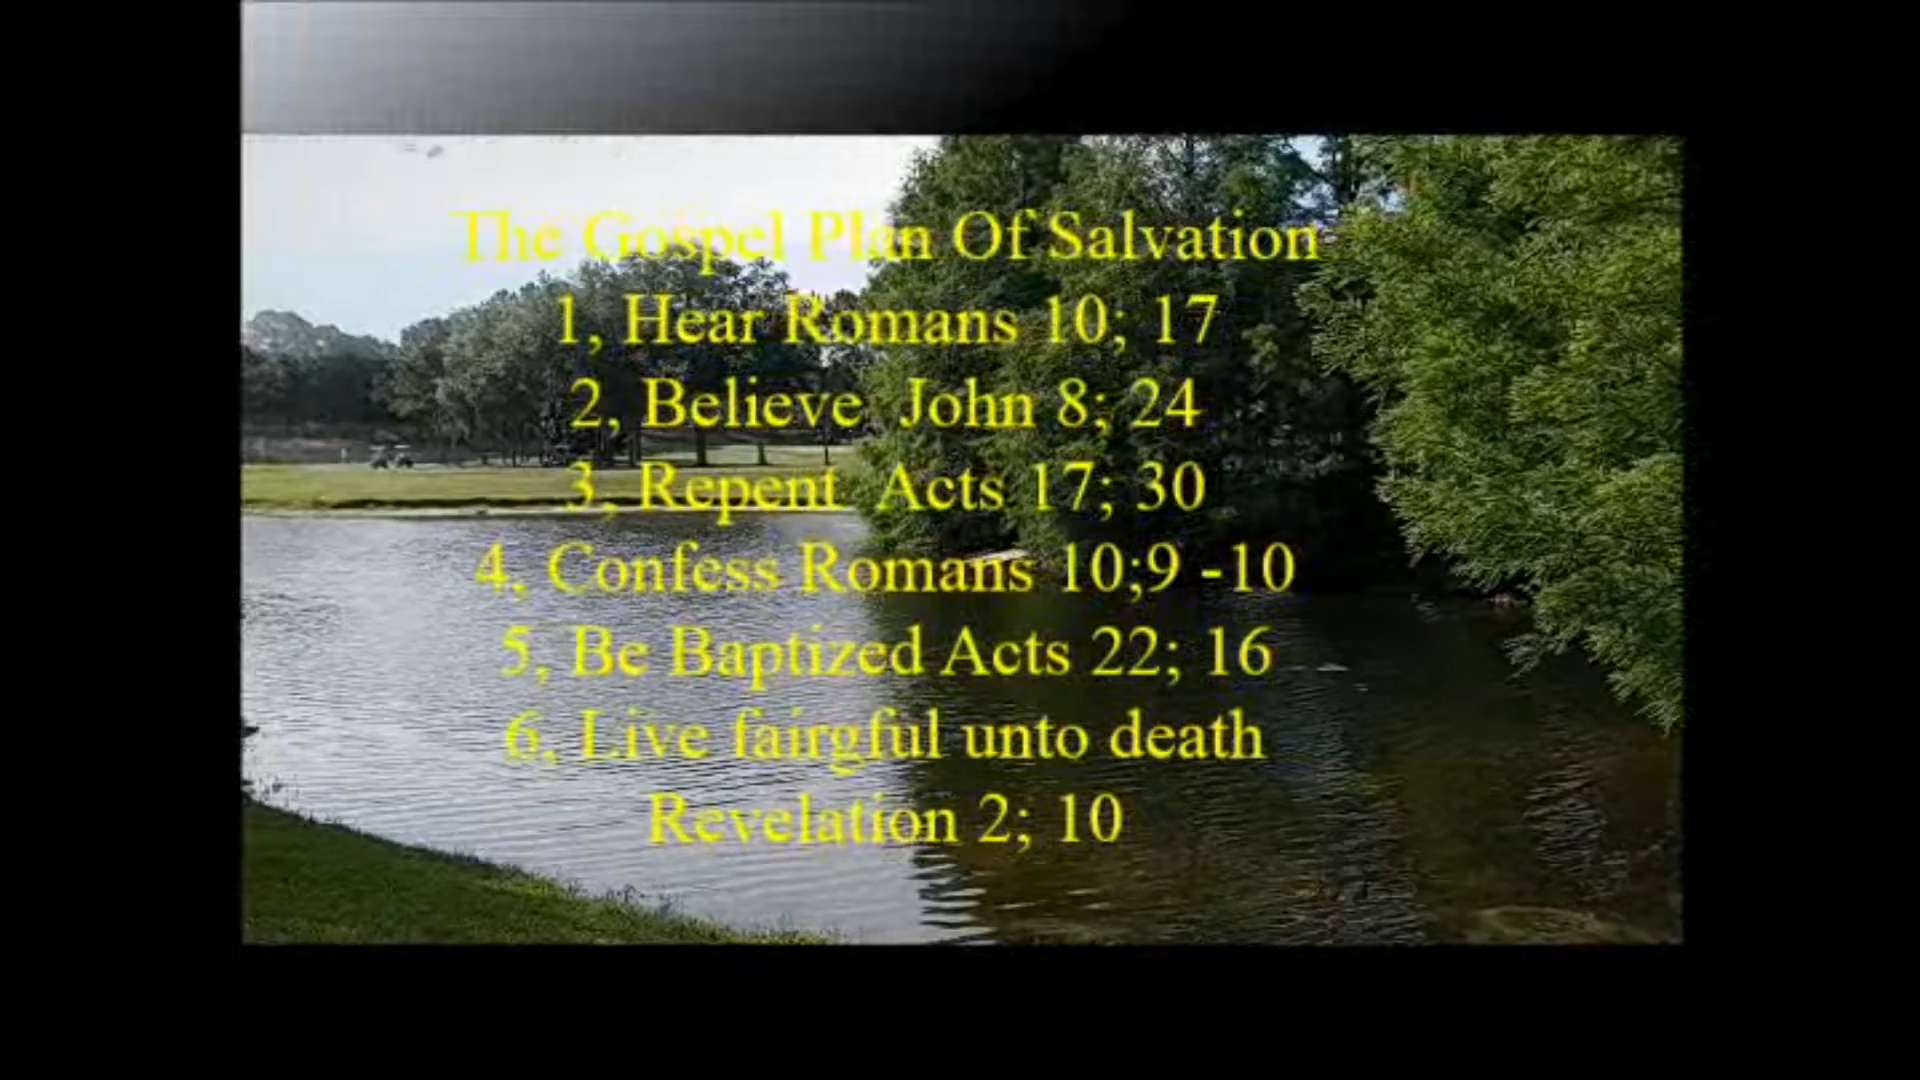 The Gospel Plan Of Salvation
1, Hear Romans 10; 17
2, Believe  John 8; 24
3, Repent  Acts 17; 30
4, Confess Romans 10;9 -10
5, Be Baptized Acts 22; 16
6, Live fairgful unto death
Revelation 2; 10